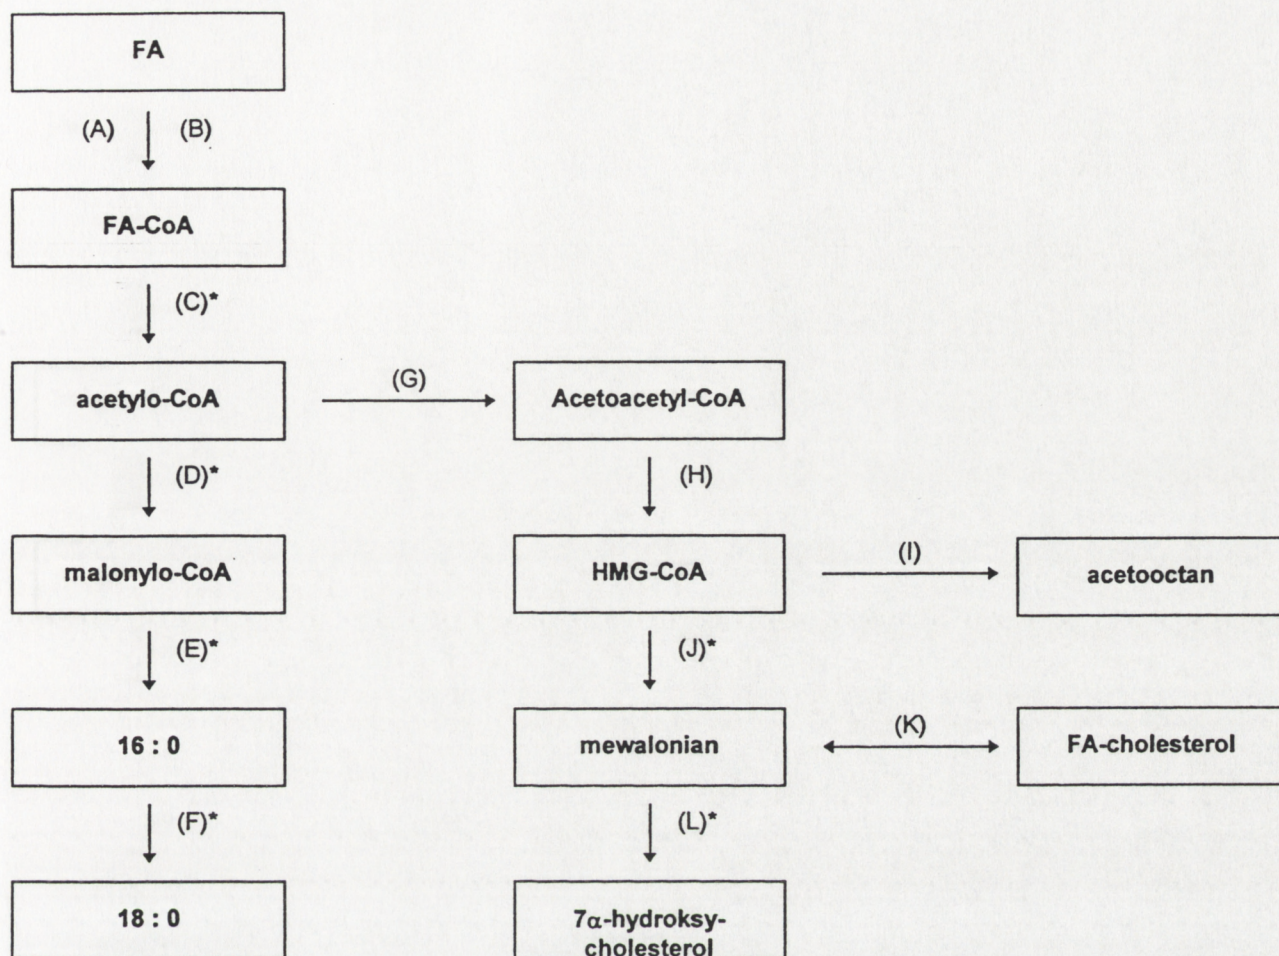 FA
(A) (B)
FA-CoA
(C)*
acetylo-CoA
(G)
Acetoacetyl-CoA
(D)*
(H)
malonylo-CoA
HMG-CoA
(I)
acetooctan
(E)*
(J)*
16 : 0
mewalonian
(K)
FA-cholesterol
(F)*
(L)*
18 : 0
7α-hydroksy-
cholesterol